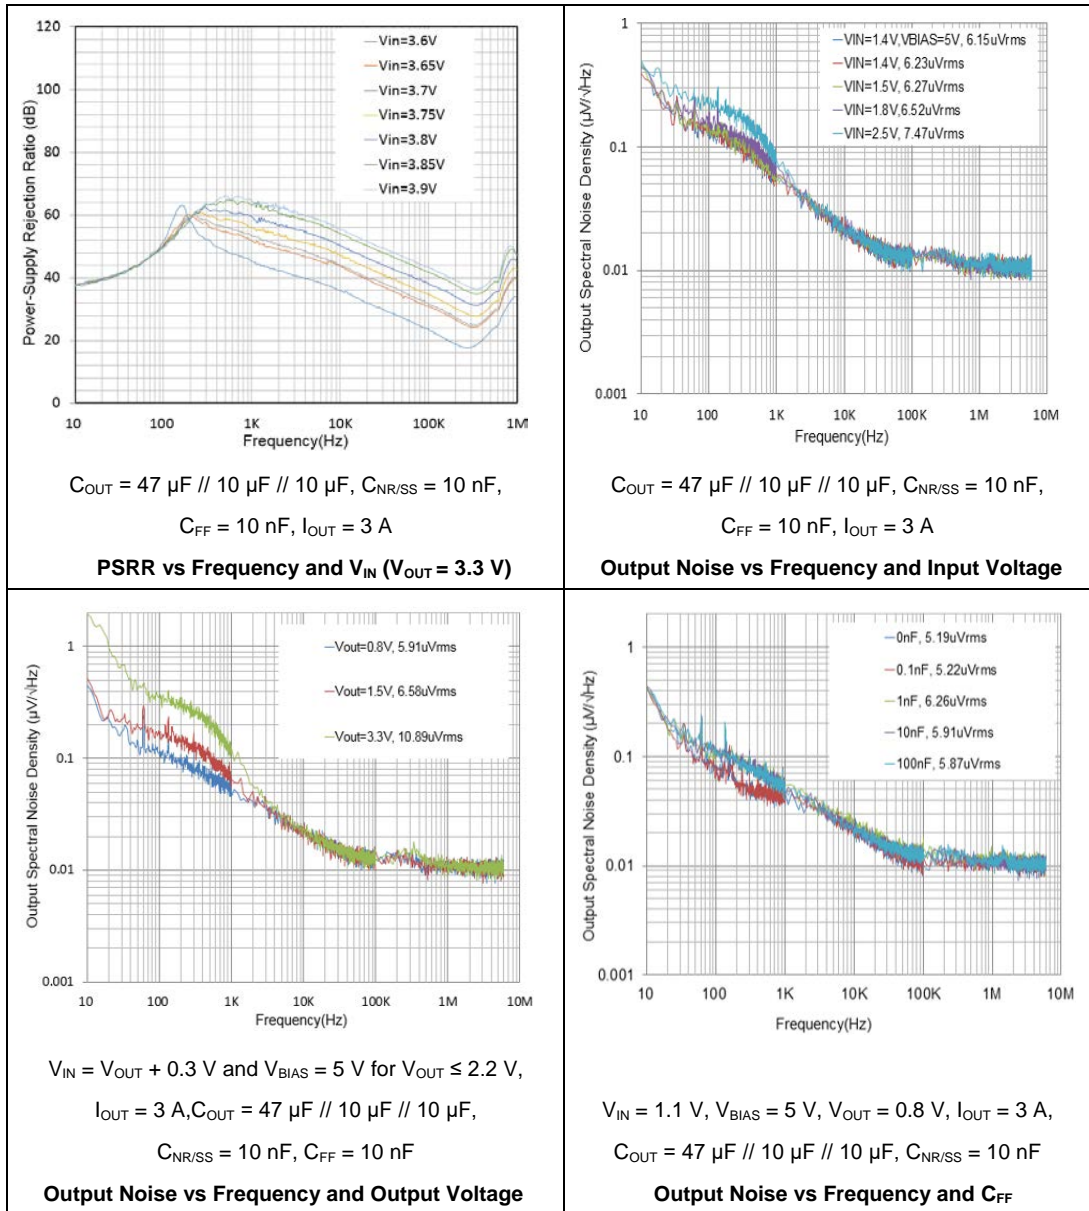 120
100
80
60
40
20
0
Power-Supply Rejection Ratio (dB)
Vin=3.6V
Vin=3.65V
Vin=3.7V
Vin=3.75V
Vin=3.8V
Vin=3.85V
Vin=3.9V
10 100 1K 10K 100K 1M
Frequency(Hz)
COUT = 47 µF // 10 µF // 10 µF, CNR/SS = 10 nF,
CFF = 10 nF, IOUT = 3 A
PSRR vs Frequency and VIN (VOUT = 3.3 V)
1
0.1
0.01
0.001
Output Spectral Noise Density (µV/√Hz)
VIN=1.4V,VBIAS=5V, 6.15uVrms
VIN=1.4V, 6.23uVrms
VIN=1.5V, 6.27uVrms
VIN=1.8V,6.52uVrms
VIN=2.5V, 7.47uVrms
10 100 1K 10K 100K 1M 10M
Frequency(Hz)
COUT = 47 µF // 10 µF // 10 µF, CNR/SS = 10 nF,
CFF = 10 nF, IOUT = 3 A
Output Noise vs Frequency and Input Voltage
1
0.1
0.01
0.001
Output Spectral Noise Density (µV/√Hz)
Vout=0.8V, 5.91uVrms
Vout=1.5V, 6.58uVrms
Vout=3.3V, 10.89uVrms
10 100 1K 10K 100K 1M 10M
Frequency(Hz)
VIN = VOUT + 0.3 V and VBIAS = 5 V for VOUT ≤ 2.2 V,
IOUT = 3 A,COUT = 47 µF // 10 µF // 10 µF,
CNR/SS = 10 nF, CFF = 10 nF
Output Noise vs Frequency and Output Voltage
1
0.1
0.01
0.001
Output Spectral Noise Density (µV/√Hz)
0nF, 5.19uVrms
0.1nF, 5.22uVrms
1nF, 6.26uVrms
10nF, 5.91uVrms
100nF, 5.87uVrms
10 100 1K 10K 100K 1M 10M
Frequency(Hz)
VIN = 1.1 V, VBIAS = 5 V, VOUT = 0.8 V, IOUT = 3 A,
COUT = 47 µF // 10 µF // 10 µF, CNR/SS = 10 nF
Output Noise vs Frequency and CFF